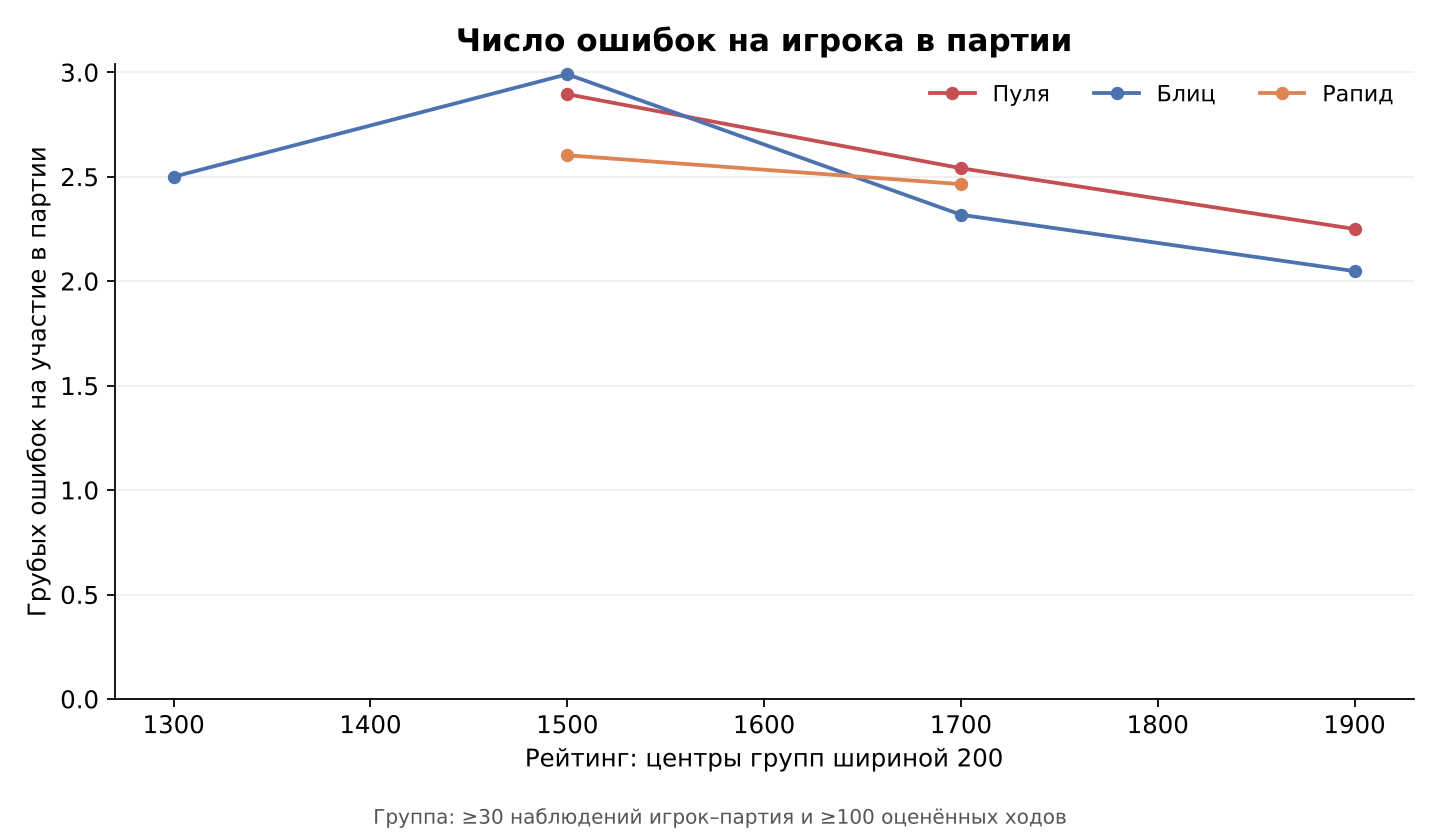 Число ошибок на игрока в партии
Пуля
Блиц
Рапид
Грубых ошибок на участие в партии
3.0
2.5
2.0
1.5
1.0
0.5
0.0
1300
1400
1500
1600
1700
1800
1900
Рейтинг: центры групп шириной 200
Группа: ≥30 наблюдений игрок–партия и ≥100 оценённых ходов